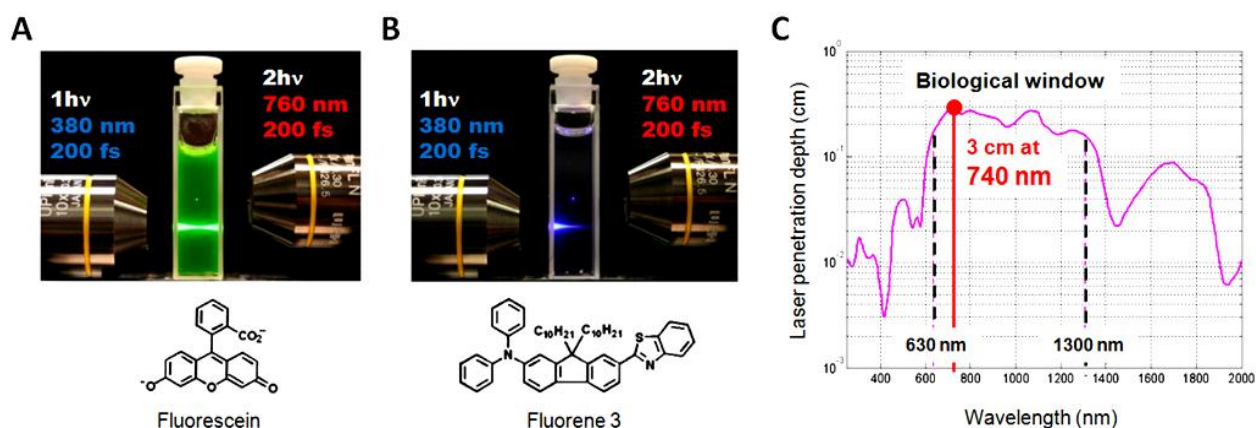 A
1hν
380 nm
200 fs
2hν
760 nm
200 fs
CO₂⁻
⁻O
O
O
Fluorescein
B
1hν
380 nm
200 fs
2hν
760 nm
200 fs
C₁₀H₂₁ C₁₀H₂₁
N
S
N
Fluorene 3
C
Biological window
3 cm at
740 nm
630 nm
1300 nm
Laser penetration depth (cm)
10⁰
10⁻¹
10⁻²
10⁻³
400 600 800 1000 1200 1400 1600 1800 2000
Wavelength (nm)